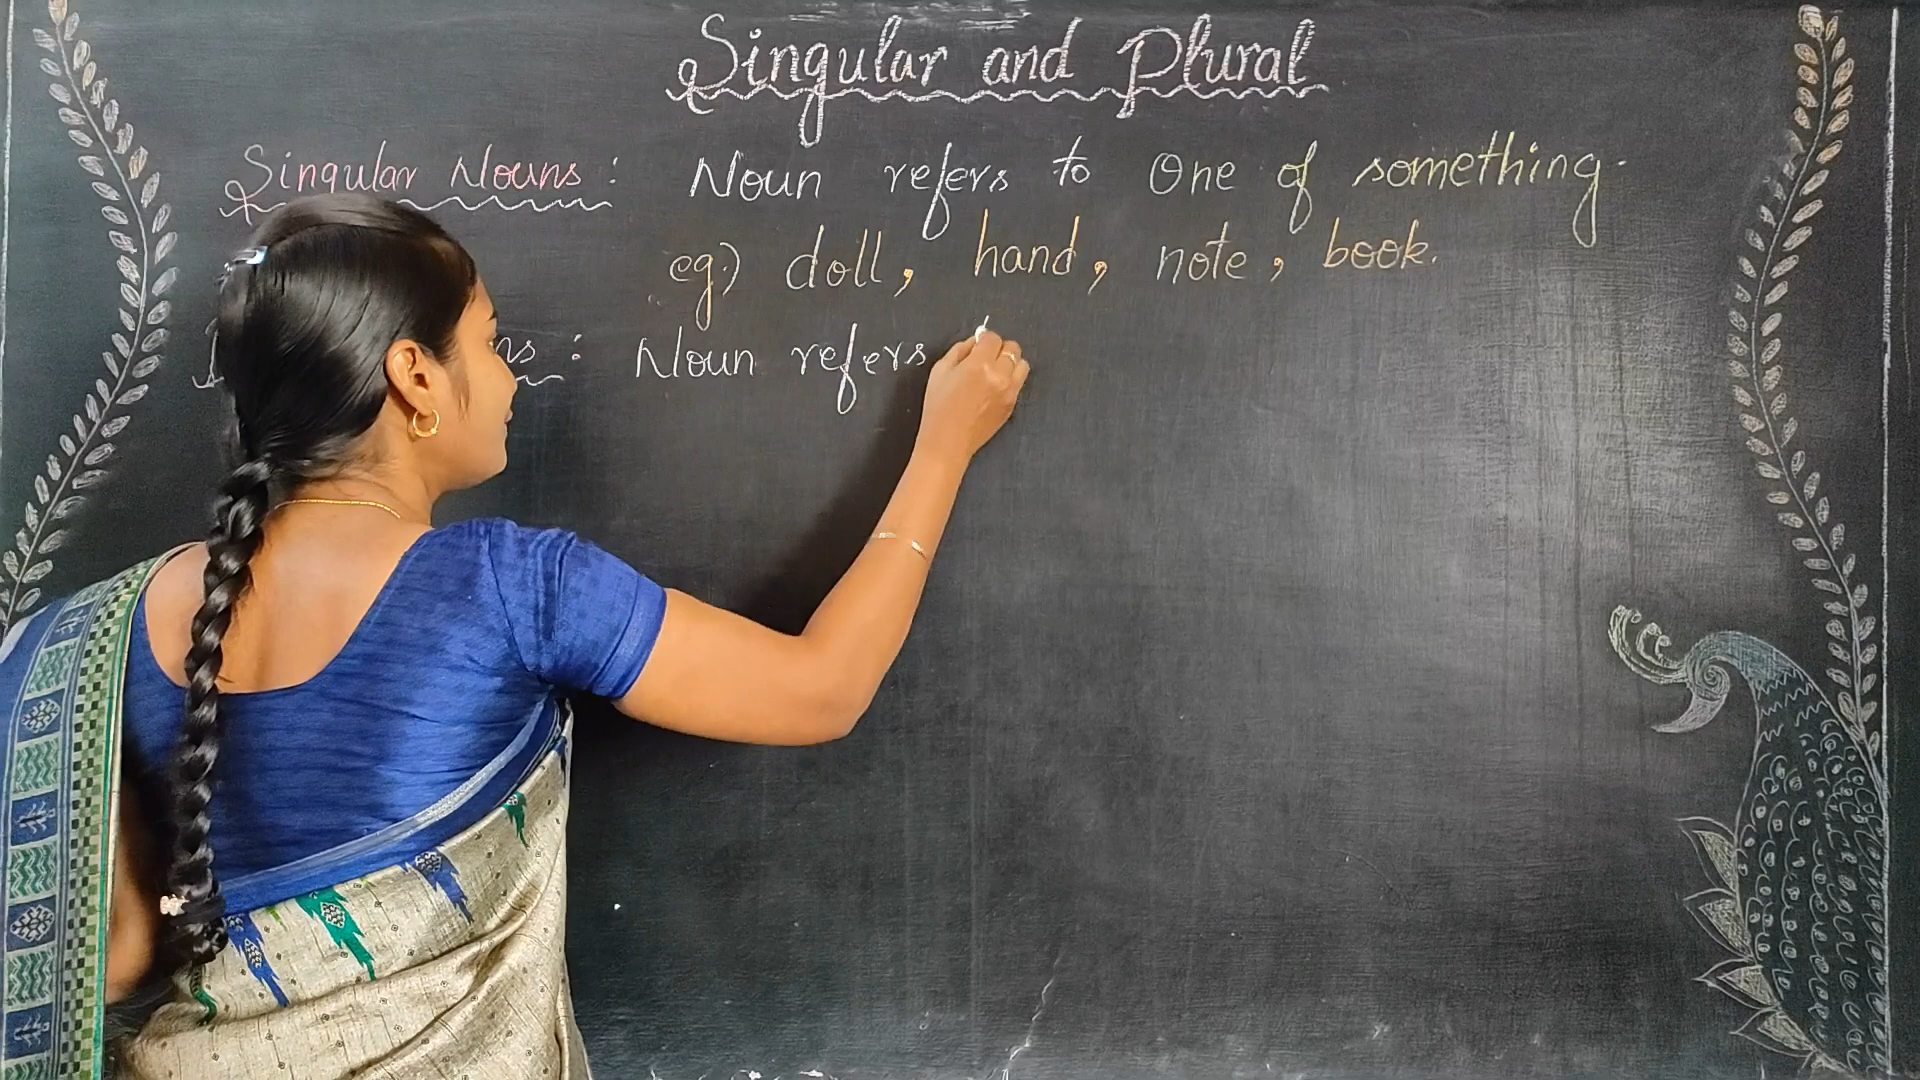 Singular and Plural
Singular Nouns : Noun refers to One of something.
eg.) doll, hand, note, book.
: Noun refers